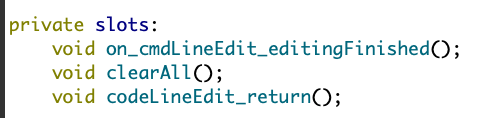 private slots:
    void on_cmdLineEdit_editingFinished();
    void clearAll();
    void codeLineEdit_return();